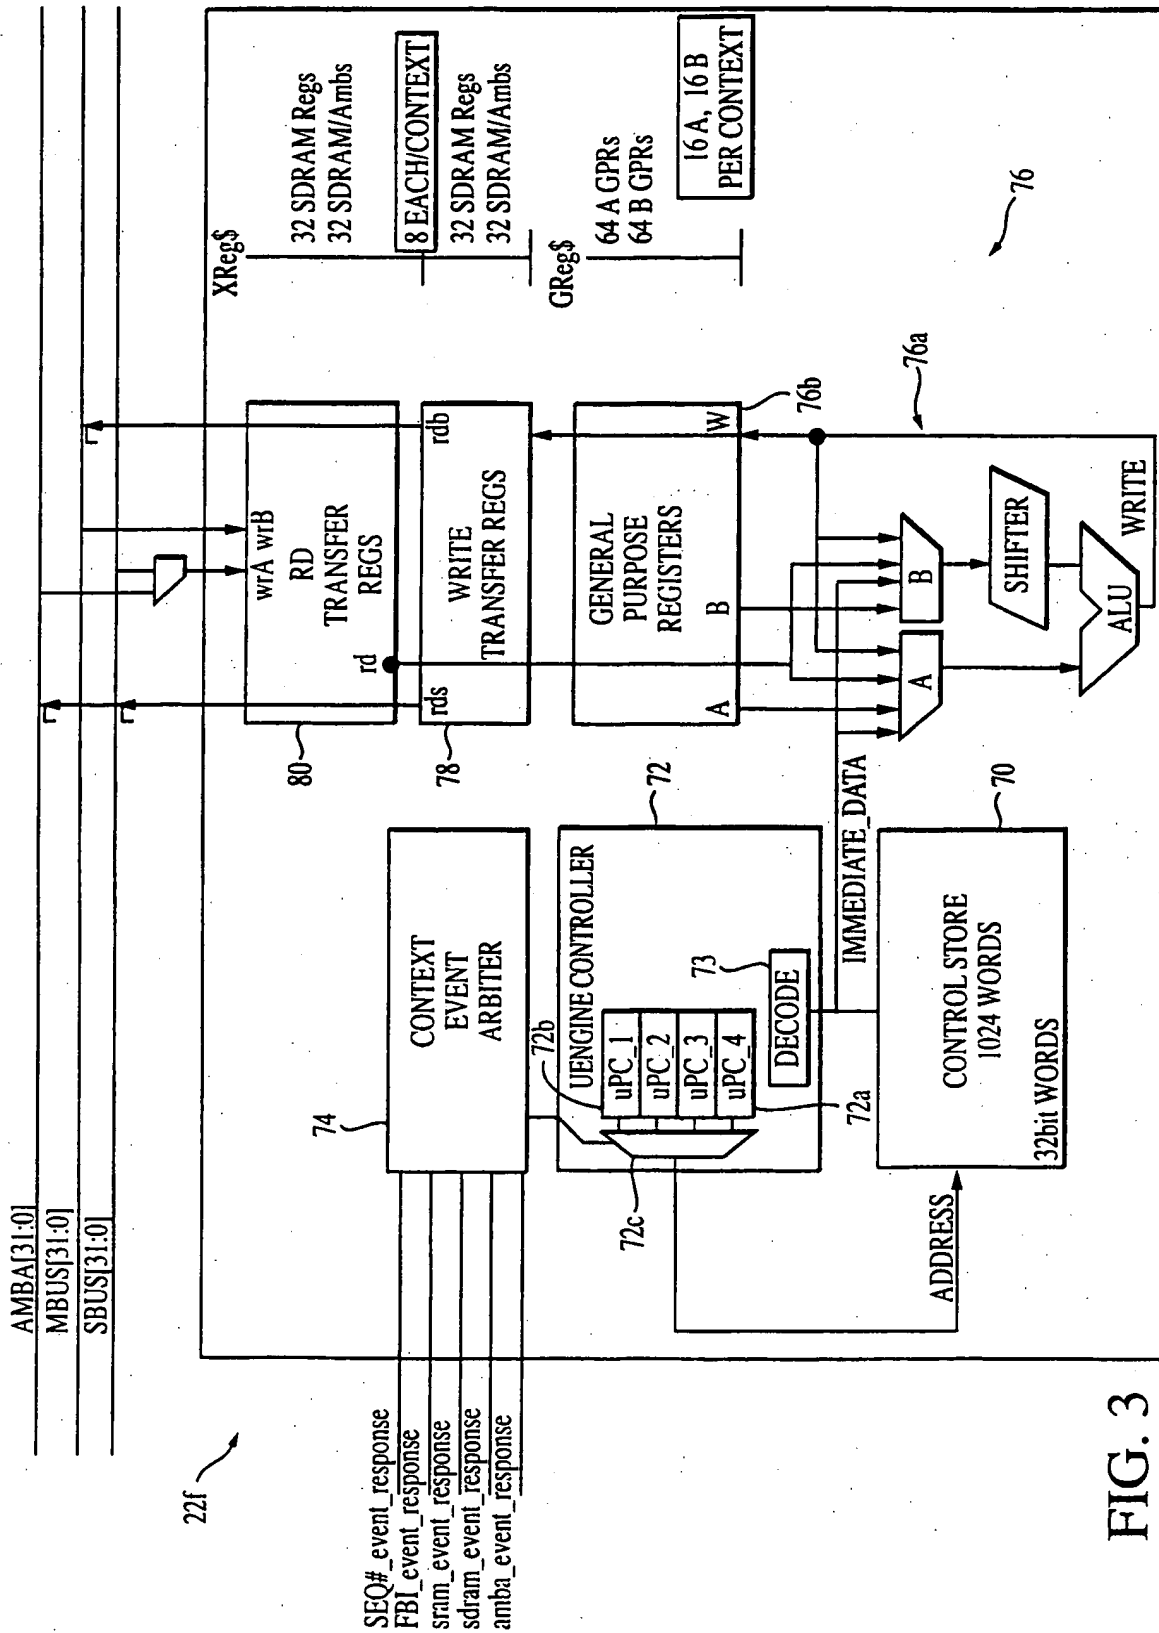 AMBA[31:0]
MBUS[31:0]
SBUS[31:0]
22f
SEQ#_event_response
FBI_event_response
sram_event_response
sdram_event_response
amba_event_response
74
CONTEXT
EVENT
ARBITER
72
72b
UENGINE CONTROLLER
uPC_1
uPC_2
uPC_3
uPC_4
72a
72c
73
DECODE
IMMEDIATE_DATA
ADDRESS
70
CONTROL STORE
1024 WORDS
32bit WORDS
80
wrA wrB
RD
TRANSFER
REGS
rd
78
rds
rdb
WRITE
TRANSFER REGS
GENERAL
PURPOSE
REGISTERS
A
B
W
76b
76a
A
B
SHIFTER
ALU
WRITE
76
XReg$
32 SDRAM Regs
32 SDRAM/Ambs
8 EACH/CONTEXT
32 SDRAM Regs
32 SDRAM/Ambs
GReg$
64 A GPRs
64 B GPRs
16 A, 16 B
PER CONTEXT
FIG. 3